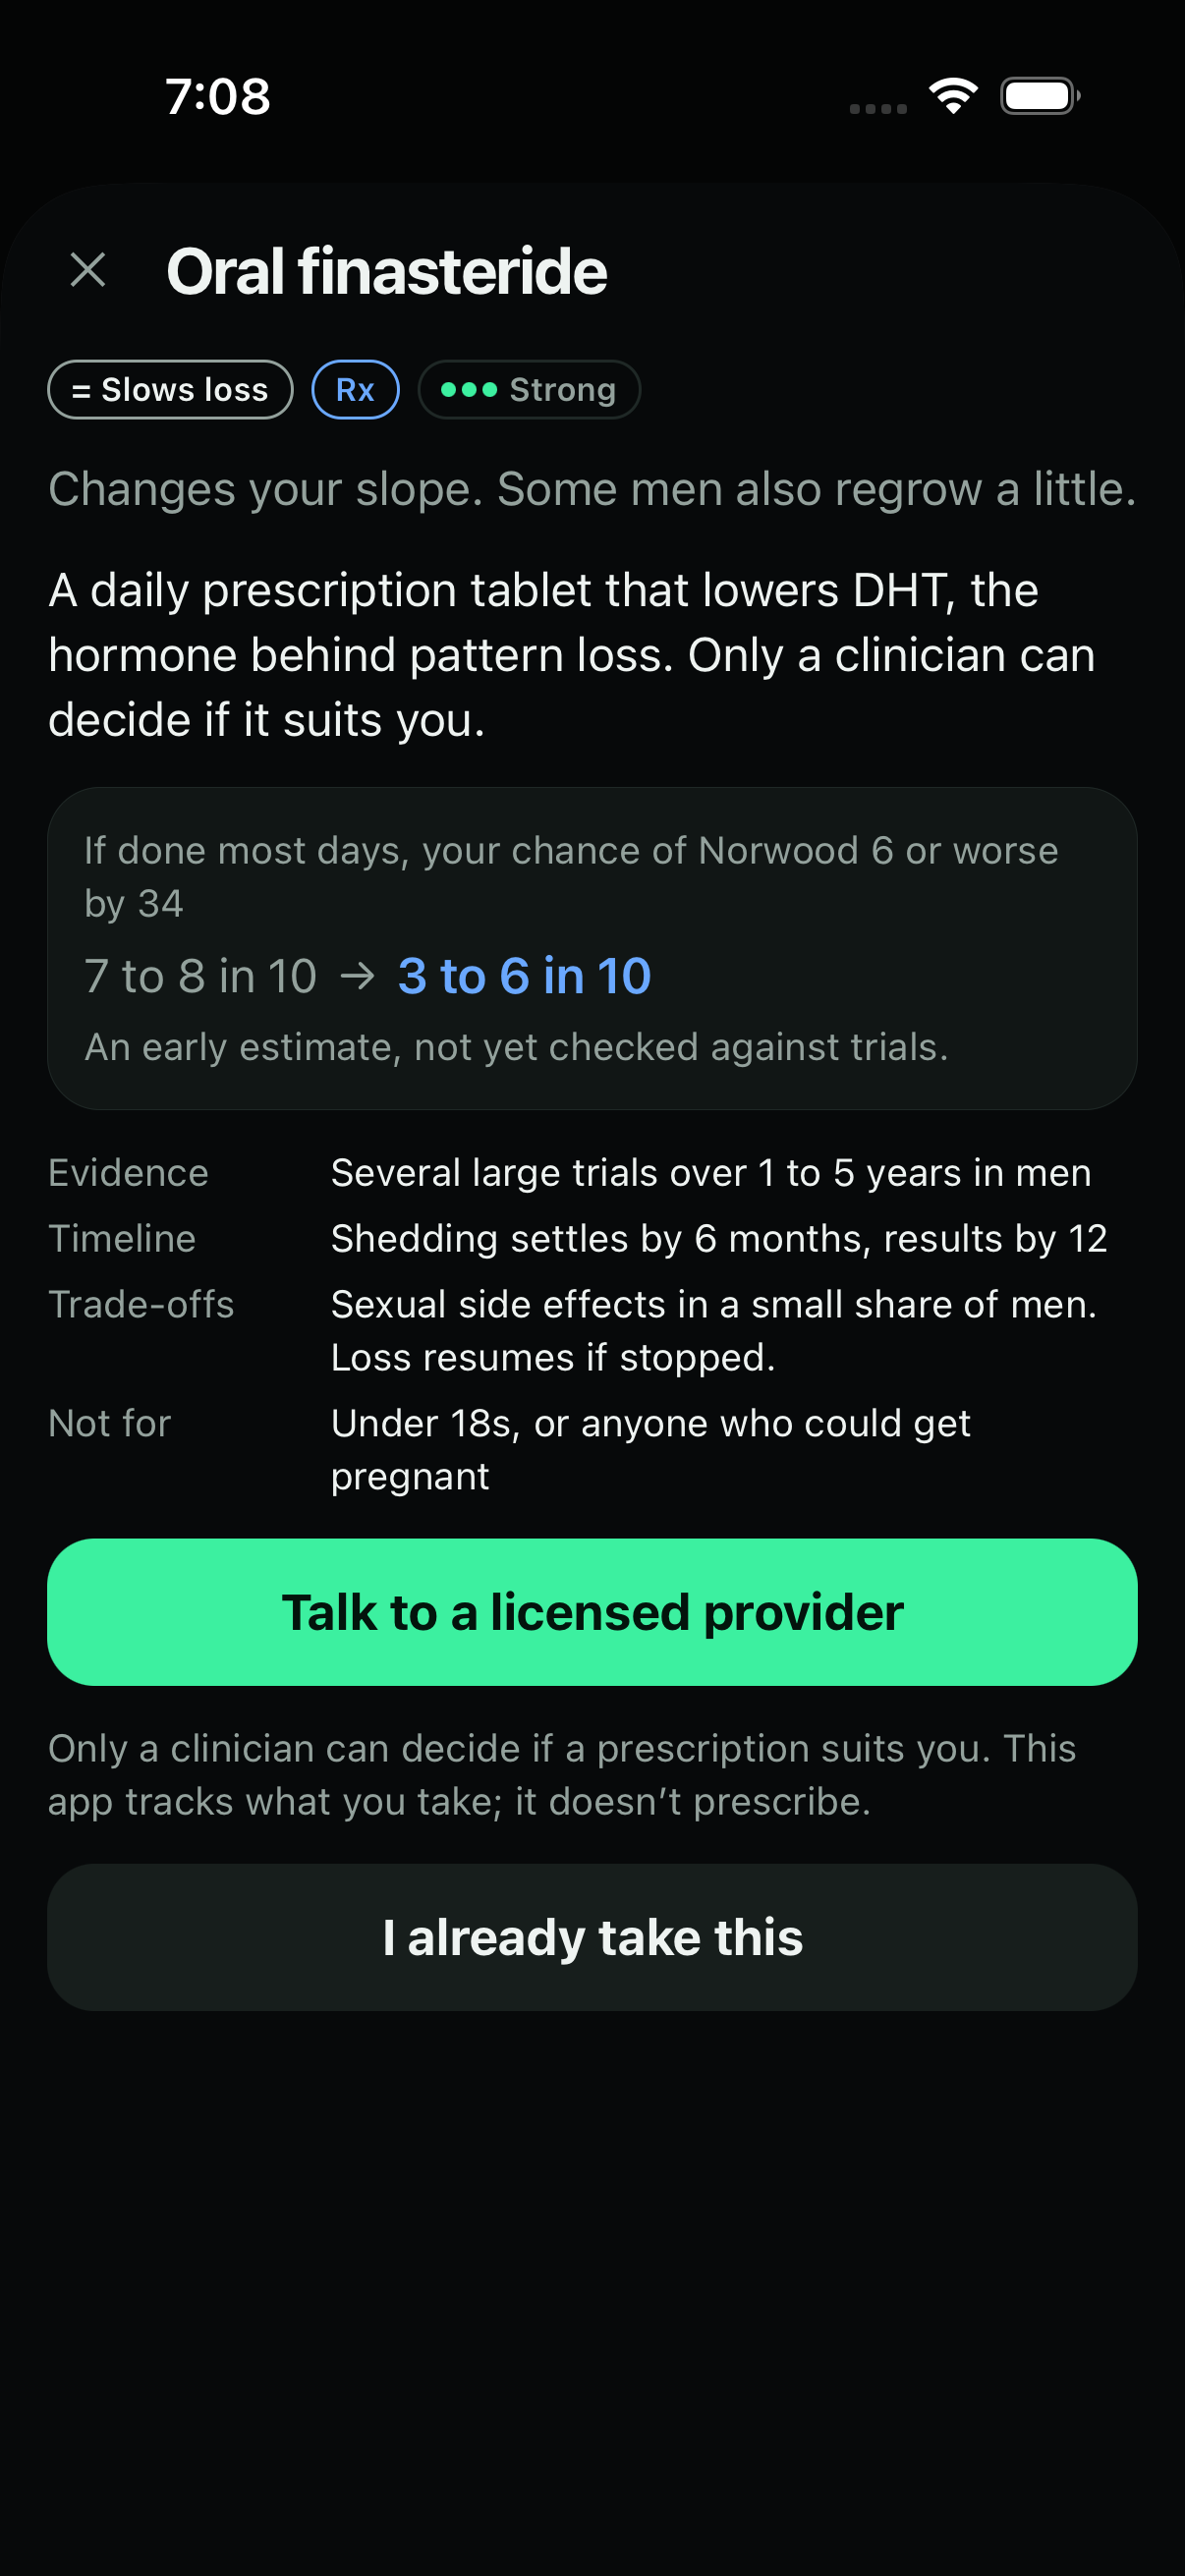 7:08
Oral finasteride
= Slows loss
Rx
Strong
Changes your slope. Some men also regrow a little.
A daily prescription tablet that lowers DHT, the
hormone behind pattern loss. Only a clinician can
decide if it suits you.
If done most days, your chance of Norwood 6 or worse
by 34
7 to 8 in 10 → 3 to 6 in 10
An early estimate, not yet checked against trials.
Evidence Several large trials over 1 to 5 years in men
Timeline Shedding settles by 6 months, results by 12
Trade-offs Sexual side effects in a small share of men.
Loss resumes if stopped.
Not for Under 18s, or anyone who could get
pregnant
Talk to a licensed provider
Only a clinician can decide if a prescription suits you. This
app tracks what you take; it doesn’t prescribe.
I already take this